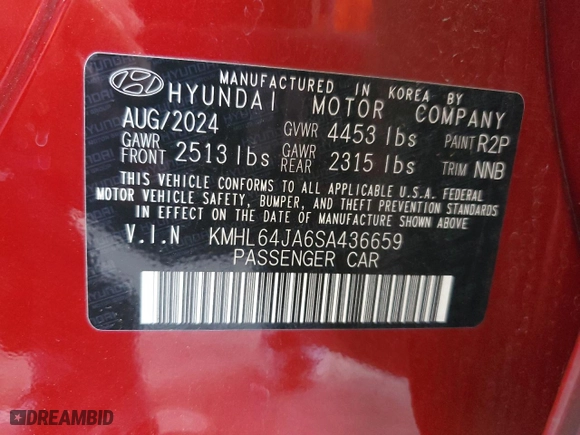 MANUFACTURED IN KOREA BY
HYUNDAI MOTOR COMPANY
AUG/2024 GVWR 4453 lbs PAINT R2P
GAWR FRONT 2513 lbs GAWR REAR 2315 lbs TRIM NNB
THIS VEHICLE CONFORMS TO ALL APPLICABLE U.S.A. FEDERAL
MOTOR VEHICLE SAFETY, BUMPER, AND THEFT PREVENTION STANDARDS
IN EFFECT ON THE DATE OF MANUFACTURE SHOWN ABOVE.
V.I.N KMHL64JA6SA436659
PASSENGER CAR
DREAMBID